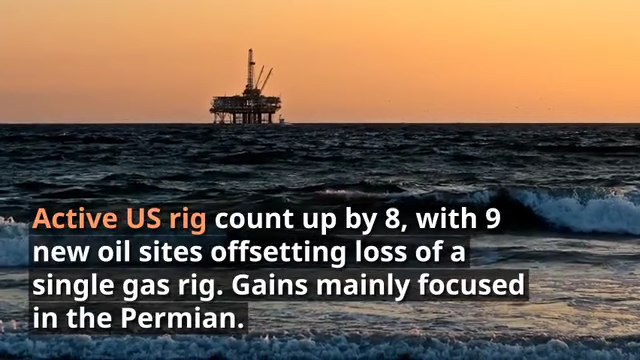 Active US rig count up by 8, with 9
new oil sites offsetting loss of a
single gas rig. Gains mainly focused
in the Permian.